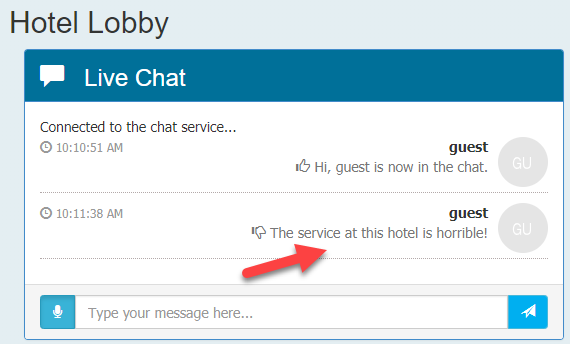 Hotel Lobby
Live Chat
Connected to the chat service...
10:10:51 AM guest
Hi, guest is now in the chat.
GU
10:11:38 AM guest
The service at this hotel is horrible!
GU
Type your message here...